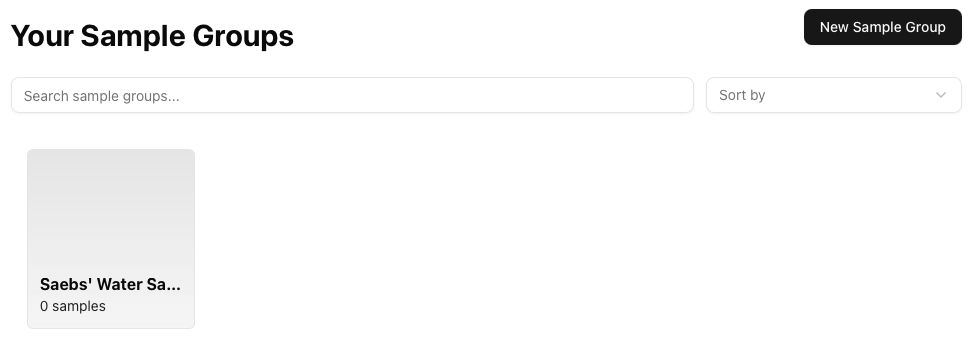 Your Sample Groups
New Sample Group
Search sample groups...
Sort by
Saebs' Water Sa...
0 samples